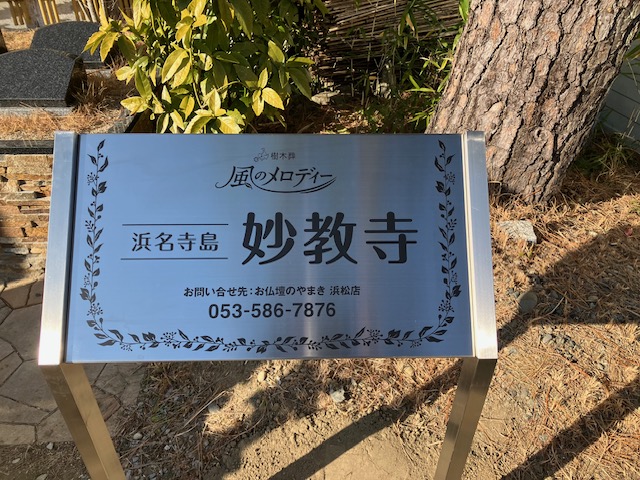 樹木葬
風のメロディー
浜名寺島 妙教寺
お問い合せ先：お仏壇のやまき 浜松店
053-586-7876